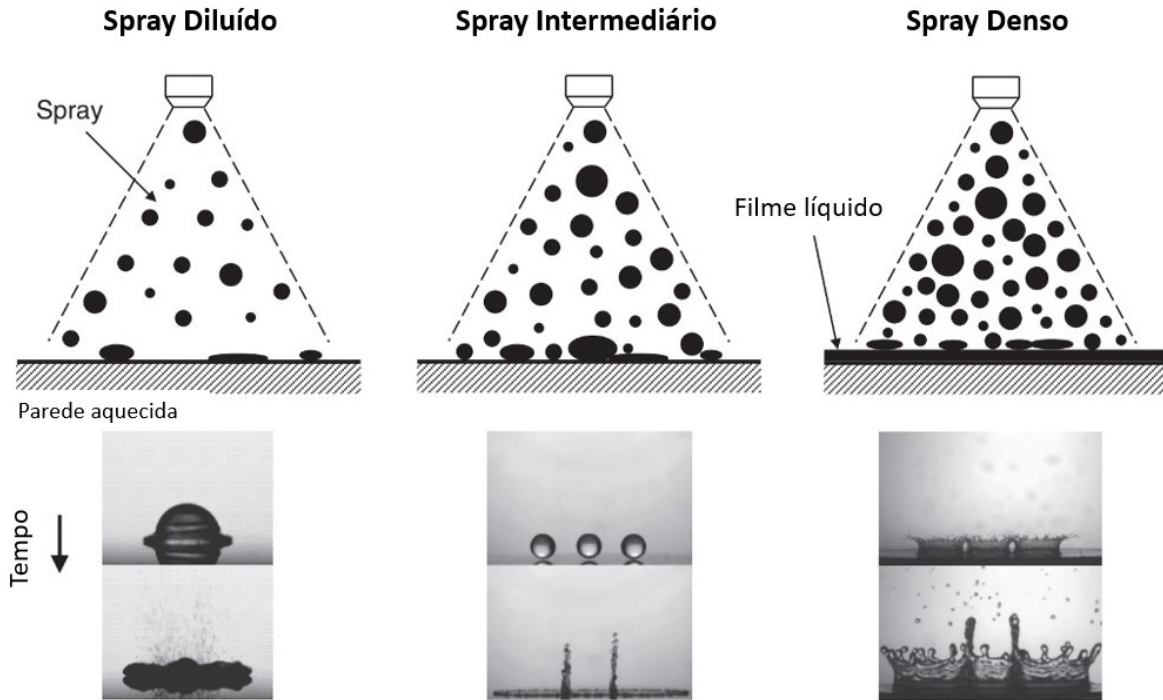 Spray Diluído
Spray Intermediário
Spray Denso
Spray
Filme líquido
Parede aquecida
Tempo